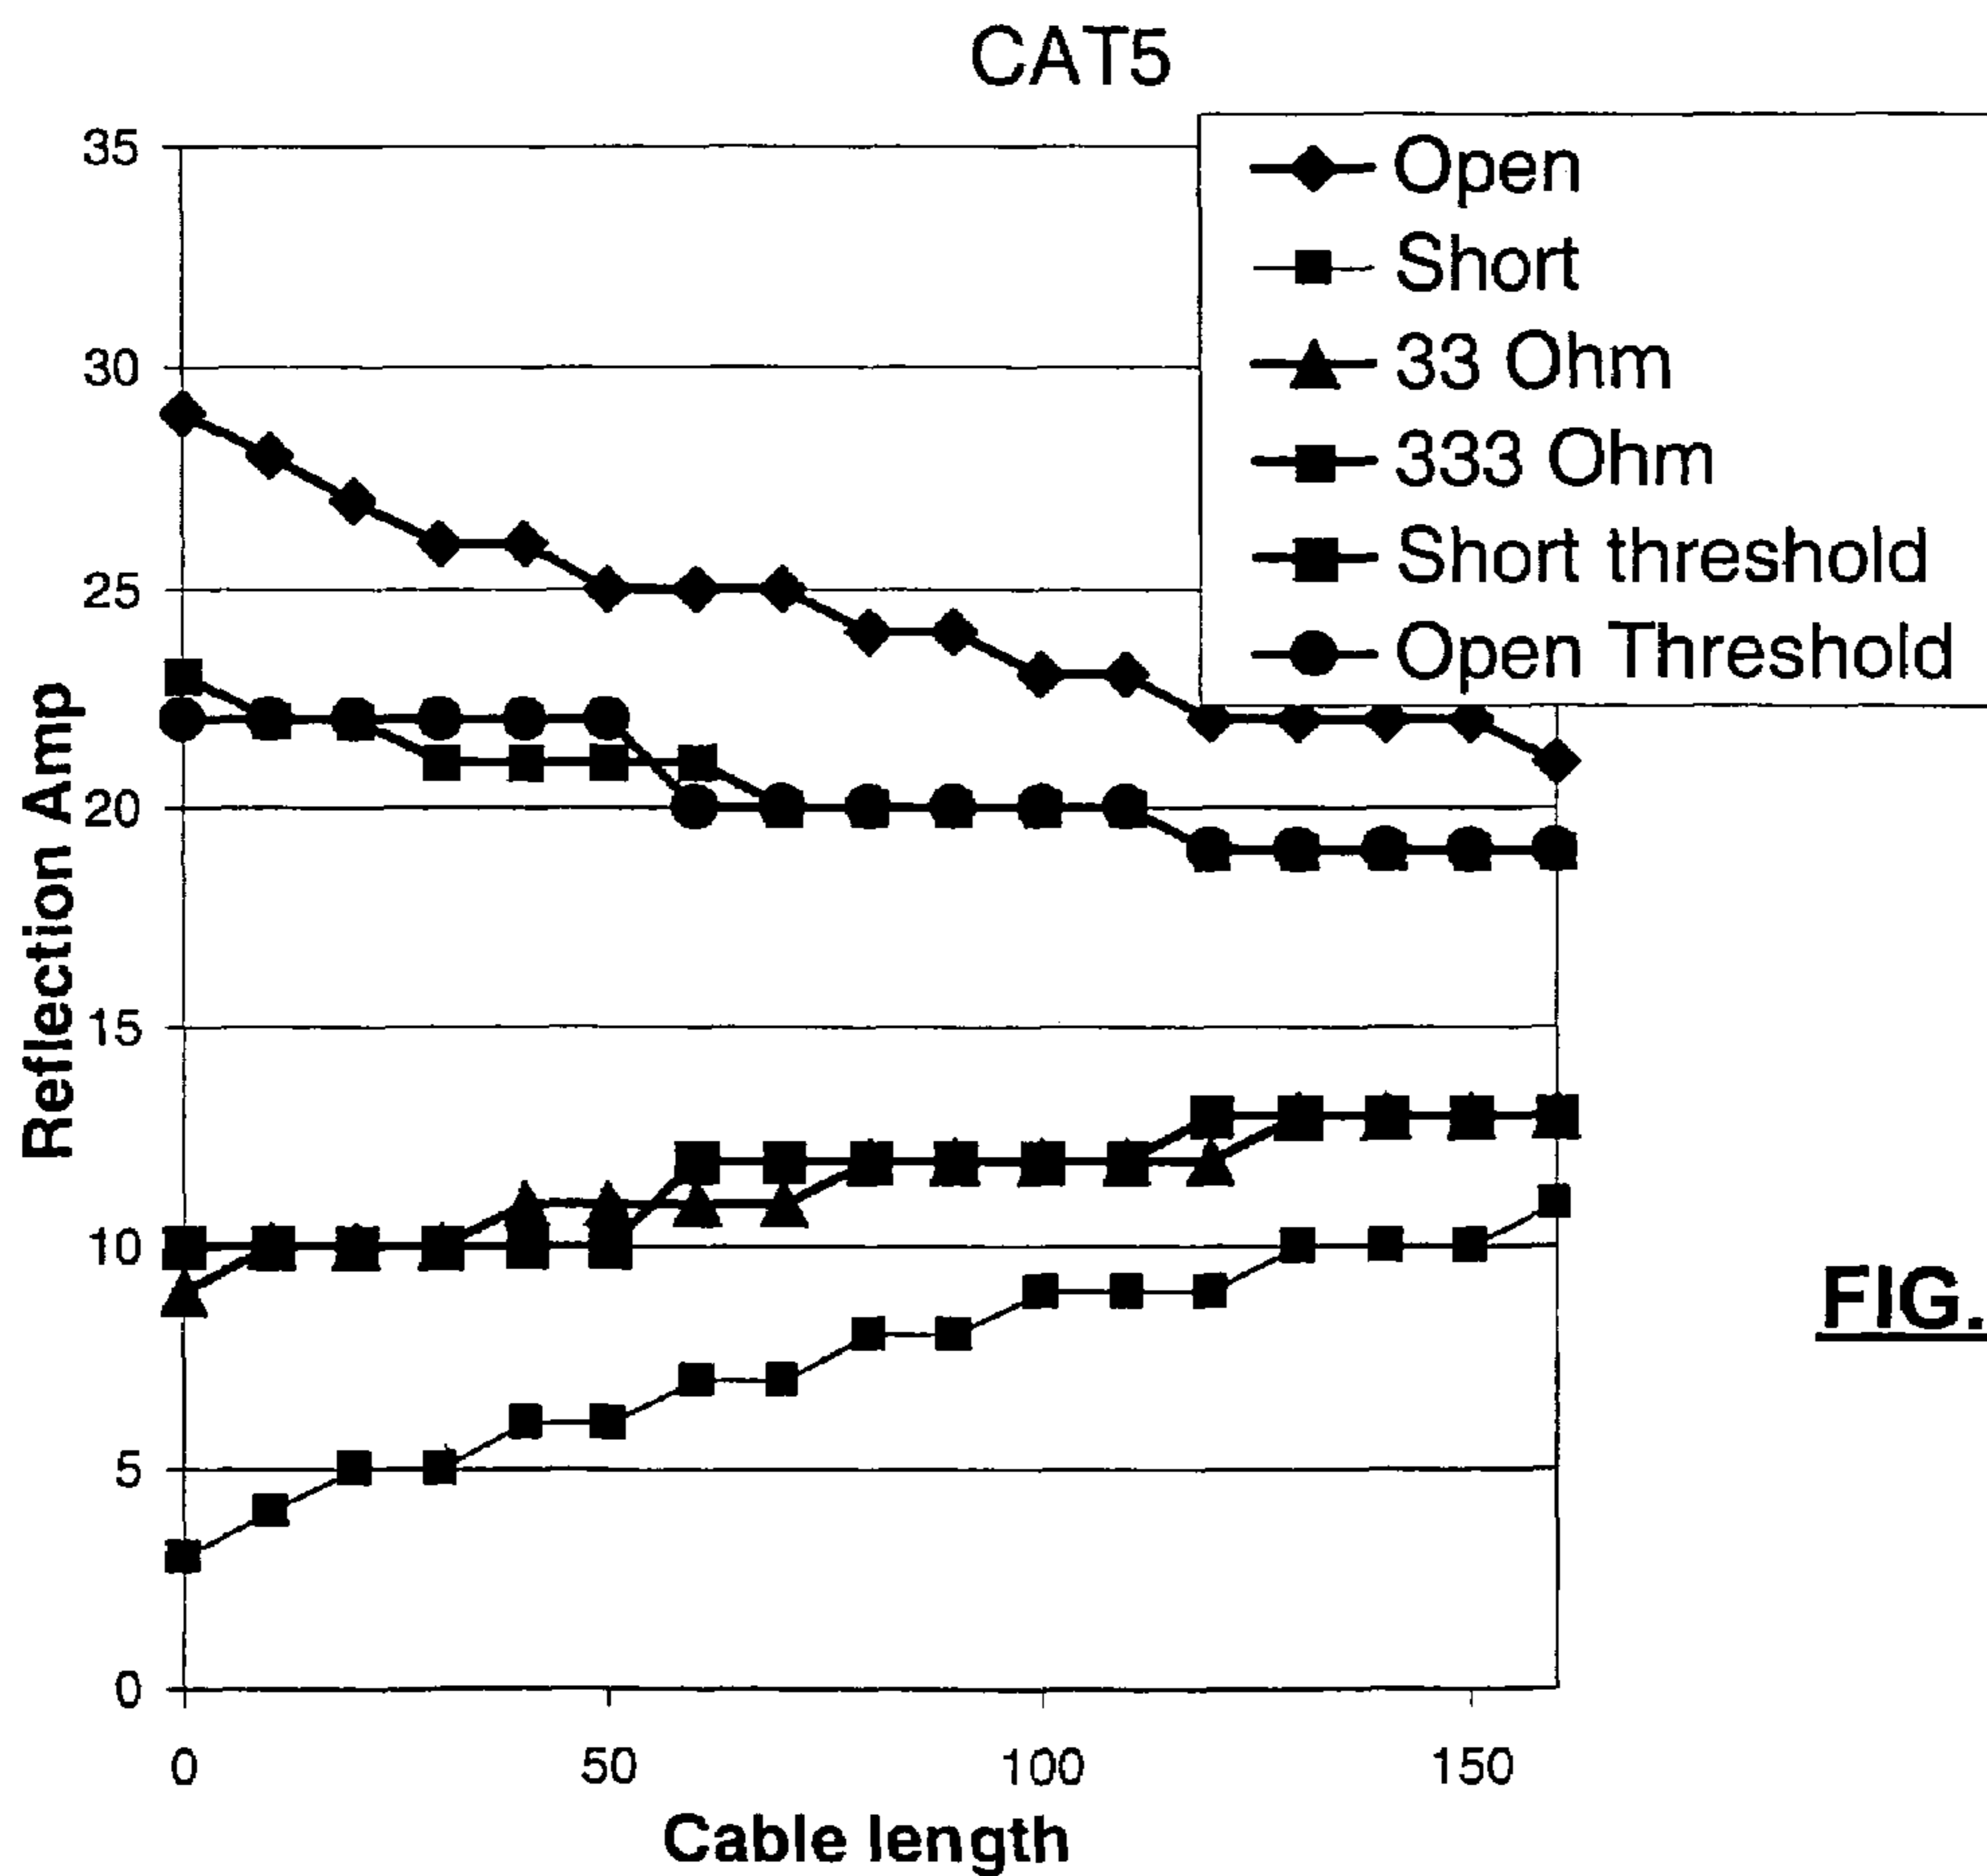 CAT5
35
30
25
20
15
10
5
0
Reflection Amp
Open
Short
33 Ohm
333 Ohm
Short threshold
Open Threshold
0 50 100 150
Cable length
FIG.